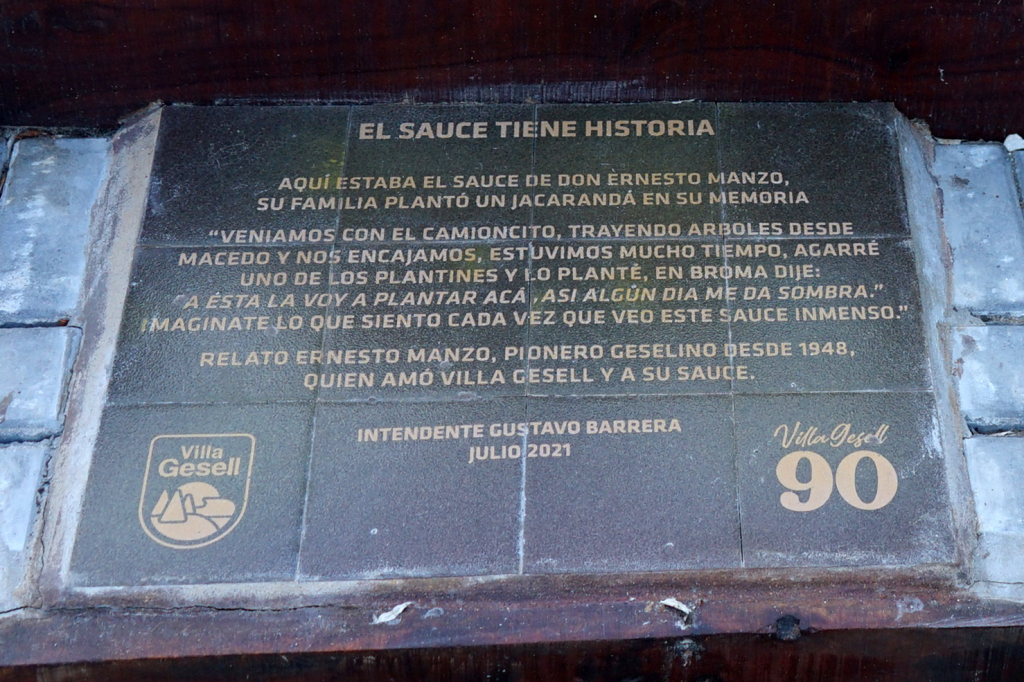 EL SAUCE TIENE HISTORIA
AQUÍ ESTABA EL SAUCE DE DON ERNESTO MANZO,
SU FAMILIA PLANTÓ UN JACARANDÁ EN SU MEMORIA
“VENIAMOS CON EL CAMIONCITO, TRAYENDO ARBOLES DESDE
MACEDO Y NOS ENCAJAMOS, ESTUVIMOS MUCHO TIEMPO, AGARRÉ
UNO DE LOS PLANTINES Y LO PLANTÉ, EN BROMA DIJE:
“A ÉSTA LA VOY A PLANTAR ACÁ , ASI ALGÚN DIA ME DA SOMBRA.”
IMAGINATE LO QUE SIENTO CADA VEZ QUE VEO ESTE SAUCE INMENSO.”
RELATO ERNESTO MANZO, PIONERO GESELINO DESDE 1948,
QUIEN AMÓ VILLA GESELL Y A SU SAUCE.
INTENDENTE GUSTAVO BARRERA
JULIO 2021
Villa
Gesell
Villa Gesell
90